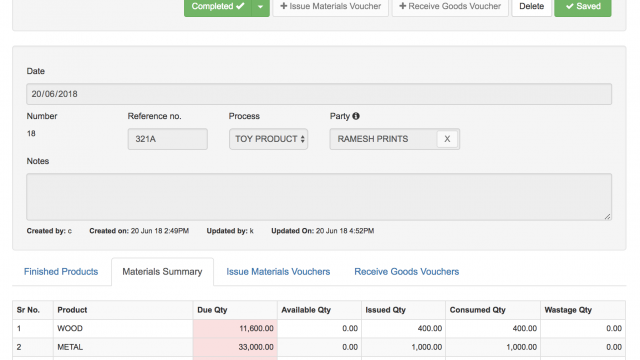 Completed ✔ + Issue Materials Voucher + Receive Goods Voucher Delete ✔ Saved
Date
20/06/2018
Number Reference no. Process Party
18 321A TOY PRODUCT RAMESH PRINTS X
Notes
Created by: c Created on: 20 Jun 18 2:49PM Updated by: k Updated On: 20 Jun 18 4:52PM
Finished Products Materials Summary Issue Materials Vouchers Receive Goods Vouchers
Sr No. Product Due Qty Available Qty Issued Qty Consumed Qty Wastage Qty
1 WOOD 11,600.00 0.00 400.00 400.00 0.00
2 METAL 33,000.00 0.00 1,000.00 1,000.00 0.00